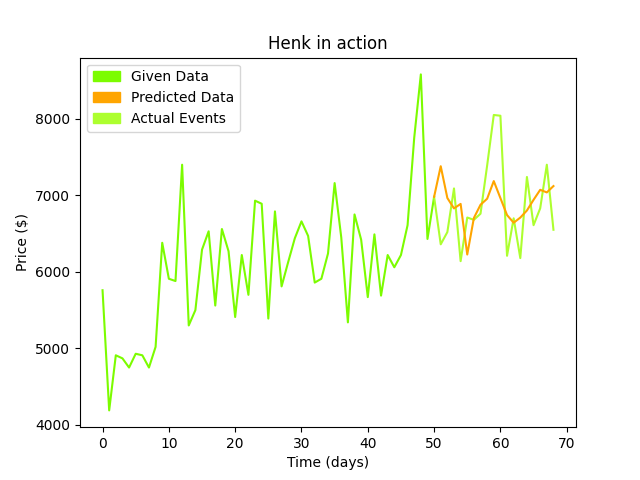 Henk in action
Given Data
Predicted Data
Actual Events
Price ($)
8000
7000
6000
5000
4000
0 10 20 30 40 50 60 70
Time (days)